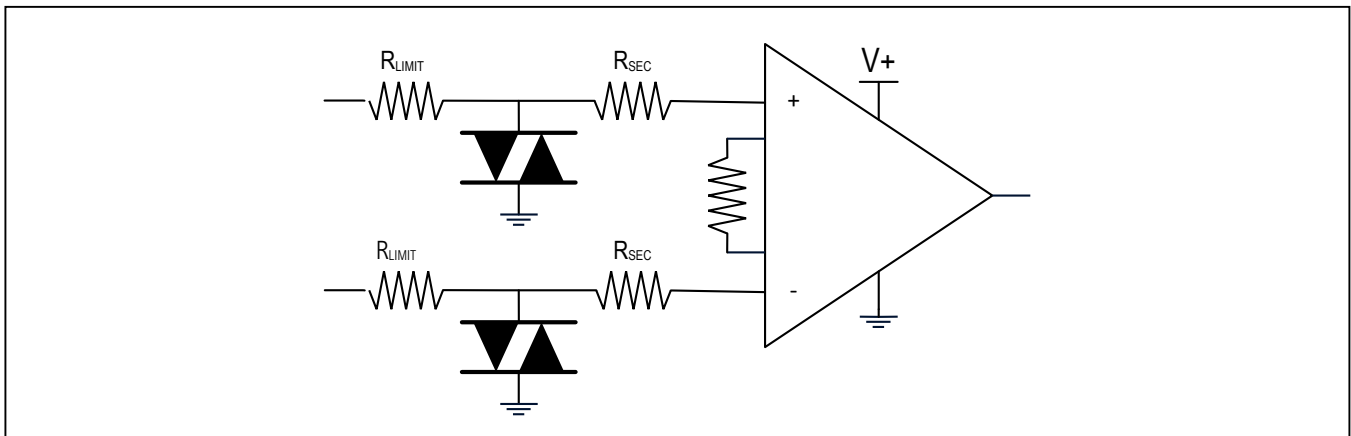 RLIMIT
RSEC
V+
+
RLIMIT
RSEC
-